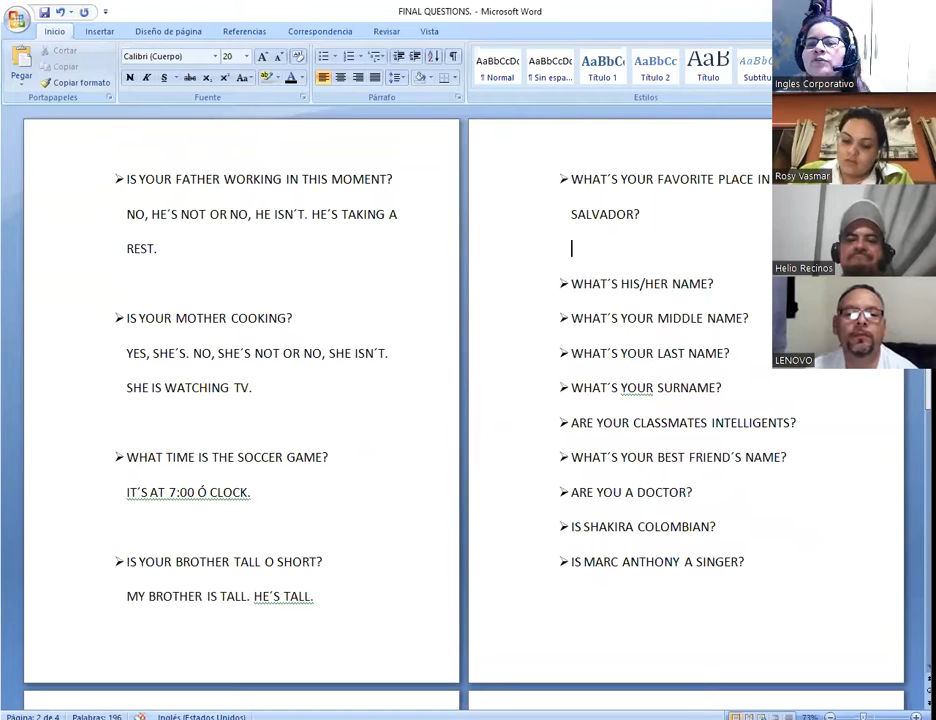 FINAL QUESTIONS. - Microsoft Word
Inicio Insertar Diseño de página Referencias Correspondencia Revisar Vista
Cortar
Copiar
Copiar formato
Pegar
Calibri (Cuerpo) 20
N K S abe x₂ x² Aa A
AaBbCcDc AaBbCcDc AaBbC AaBbCc AaB AaBbCc
¶ Normal ¶ Sin espa... Título 1 Título 2 Título Subtítu
Portapapeles Fuente Párrafo Estilos
Ingles Corporativo
Rosy Vasmar
Helio Recinos
LENOVO
IS YOUR FATHER WORKING IN THIS MOMENT?
NO, HE´S NOT OR NO, HE ISN´T. HE´S TAKING A
REST.
IS YOUR MOTHER COOKING?
YES, SHE´S. NO, SHE´S NOT OR NO, SHE ISN´T.
SHE IS WATCHING TV.
WHAT TIME IS THE SOCCER GAME?
IT´S AT 7:00 Ó CLOCK.
IS YOUR BROTHER TALL O SHORT?
MY BROTHER IS TALL. HE´S TALL.
WHAT´S YOUR FAVORITE PLACE IN
SALVADOR?
WHAT´S HIS/HER NAME?
WHAT´S YOUR MIDDLE NAME?
WHAT´S YOUR LAST NAME?
WHAT´S YOUR SURNAME?
ARE YOUR CLASSMATES INTELLIGENTS?
WHAT´S YOUR BEST FRIEND´S NAME?
ARE YOU A DOCTOR?
IS SHAKIRA COLOMBIAN?
IS MARC ANTHONY A SINGER?
Página: 2 de 4 Palabras: 196 Inglés (Estados Unidos) 73%